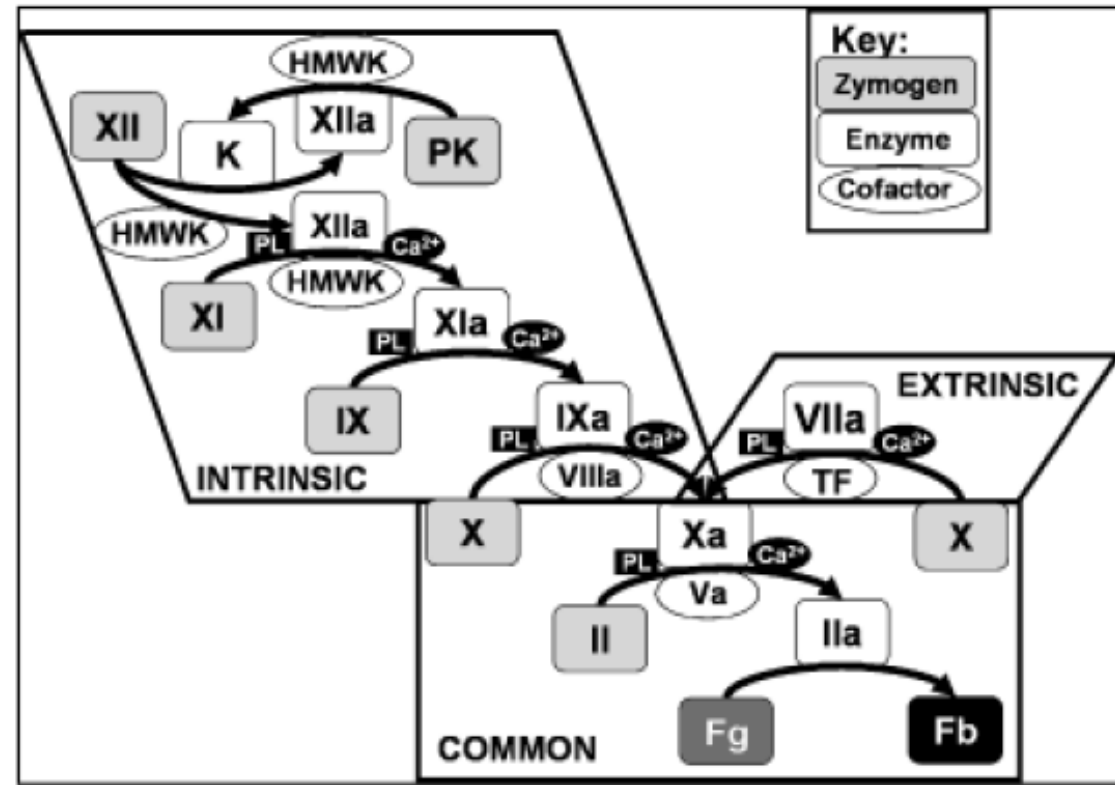 Key:
Zymogen
Enzyme
Cofactor
HMWK
XII
K
XIIa
PK
HMWK
XIIa
PL
Ca²⁺
HMWK
XI
XIa
PL
Ca²⁺
IX
IXa
PL
Ca²⁺
VIIIa
INTRINSIC
EXTRINSIC
VIIa
PL
Ca²⁺
TF
X
Xa
X
PL
Ca²⁺
Va
II
IIa
Fg
Fb
COMMON